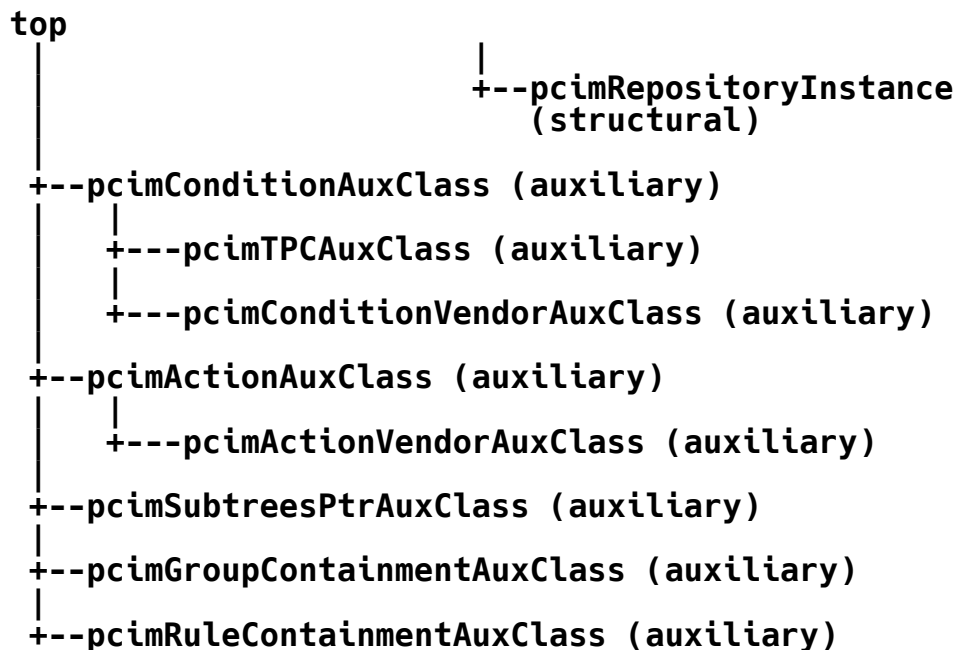 top
|                      |
|                      +--pcimRepositoryInstance
|                         (structural)
|
+--pcimConditionAuxClass (auxiliary)
|   |
|   +---pcimTPCAuxClass (auxiliary)
|   |
|   +---pcimConditionVendorAuxClass (auxiliary)
|
+--pcimActionAuxClass (auxiliary)
|   |
|   +---pcimActionVendorAuxClass (auxiliary)
|
+--pcimSubtreesPtrAuxClass (auxiliary)
|
+--pcimGroupContainmentAuxClass (auxiliary)
|
+--pcimRuleContainmentAuxClass (auxiliary)